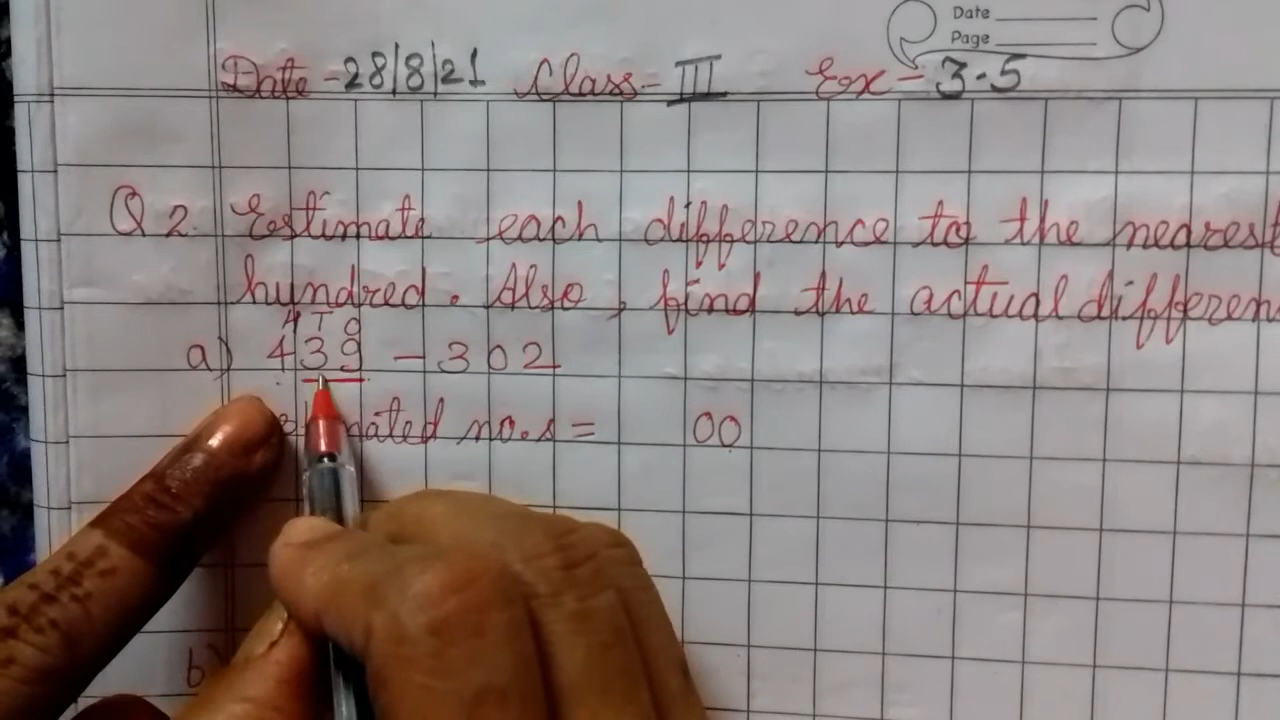 Date
Page
Date - 28/8/21 Class - III Ex - 3.5
Q 2. Estimate each difference to the nearest
hundred. Also, find the actual differen
H T O
a) 439 - 302
no.s = 00
b)